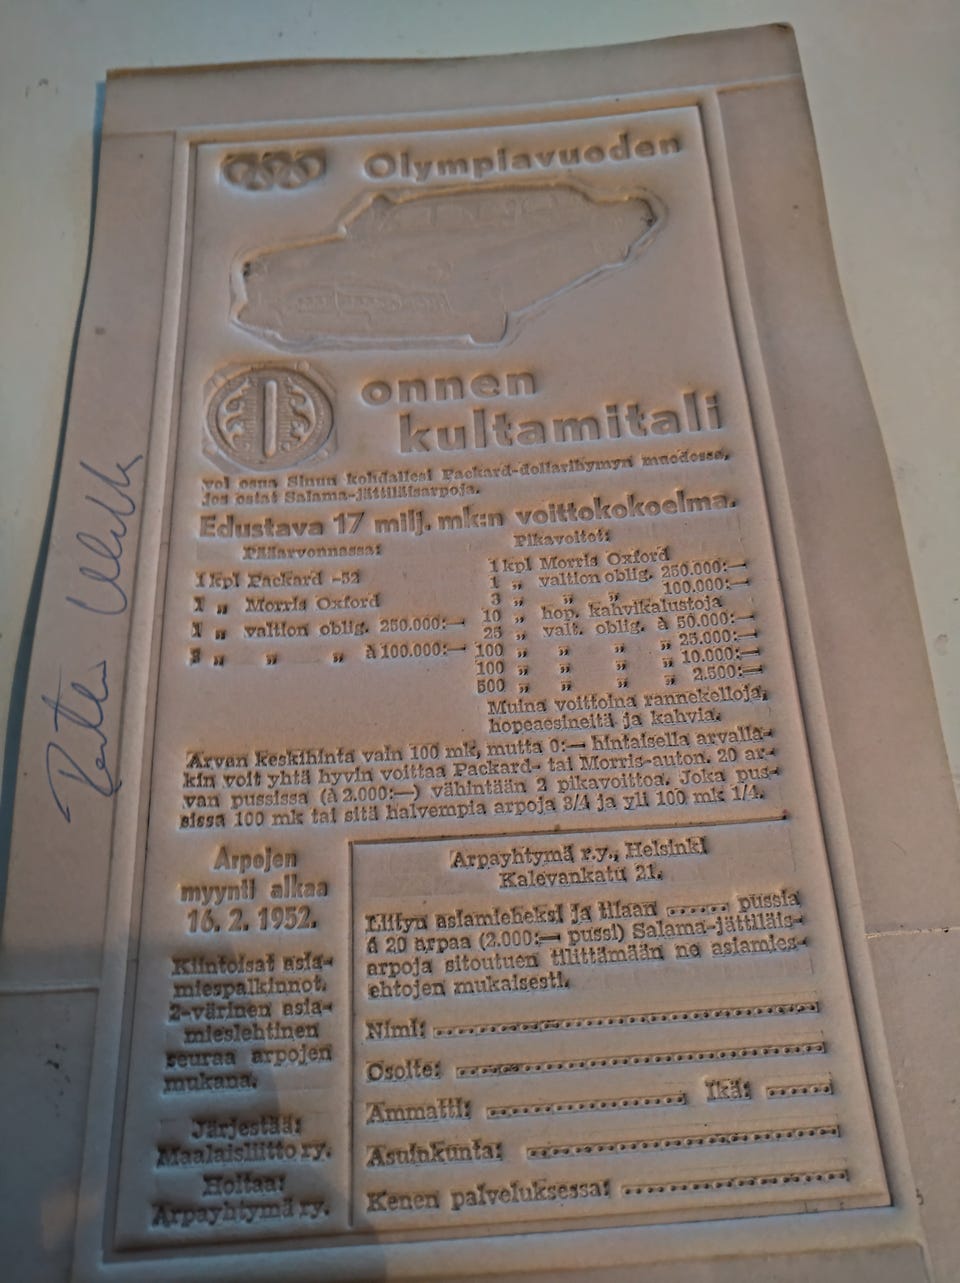 Olympiavuoden
onnen
kultamitali
voi osua Sinun kohdallesi Packard-dollarihymyn muodossa,
jos ostat Salama-jättiläisarpoja.
Edustava 17 milj. mk:n voittokokoelma.
Pääarvonnassa:
1 kpl Packard -52
1 „ Morris Oxford
1 „ valtion oblig. 250.000:—
3 „ „ „ à 100.000:—
Pikavoitot:
1 kpl Morris Oxford
1 „ valtion oblig. 250.000:—
3 „ „ „ 100.000:—
10 „ hop. kahvikalustoja
25 „ valt. oblig. à 50.000:—
100 „ „ „ „ 25.000:—
100 „ „ „ „ 10.000:—
500 „ „ „ „ 2.500:—
Muina voittoina rannekelloja,
hopeaesineitä ja kahvia.
Arvan keskihinta vain 100 mk, mutta 0:— hintaisella arvalla-
kin voit yhtä hyvin voittaa Packard- tai Morris-auton. 20 ar-
van pussissa (à 2.000:—) vähintään 2 pikavoittoa. Joka pus-
sissa 100 mk tai sitä halvempia arpoja 3/4 ja yli 100 mk 1/4.
Arpojen
myynti alkaa
16. 2. 1952.
Kiintoisat asia-
miespalkinnot.
2-värinen asia-
mieslehtinen
seuraa arpojen
mukana.
Järjestää:
Maalaisliitto ry.
Hoitaa:
Arpayhtymä ry.
Arpayhtymä r.y., Helsinki
Kalevankatu 21.
Liityn asiamieheksi ja tilaan ...... pussia
á 20 arpaa (2.000:— pussi) Salama-jättiläis-
arpoja sitoutuen tilittämään ne asiamies-
ehtojen mukaisesti.
Nimi:
Osoite:
Ammatti: Ikä:
Asuinkunta:
Kenen palveluksessa: